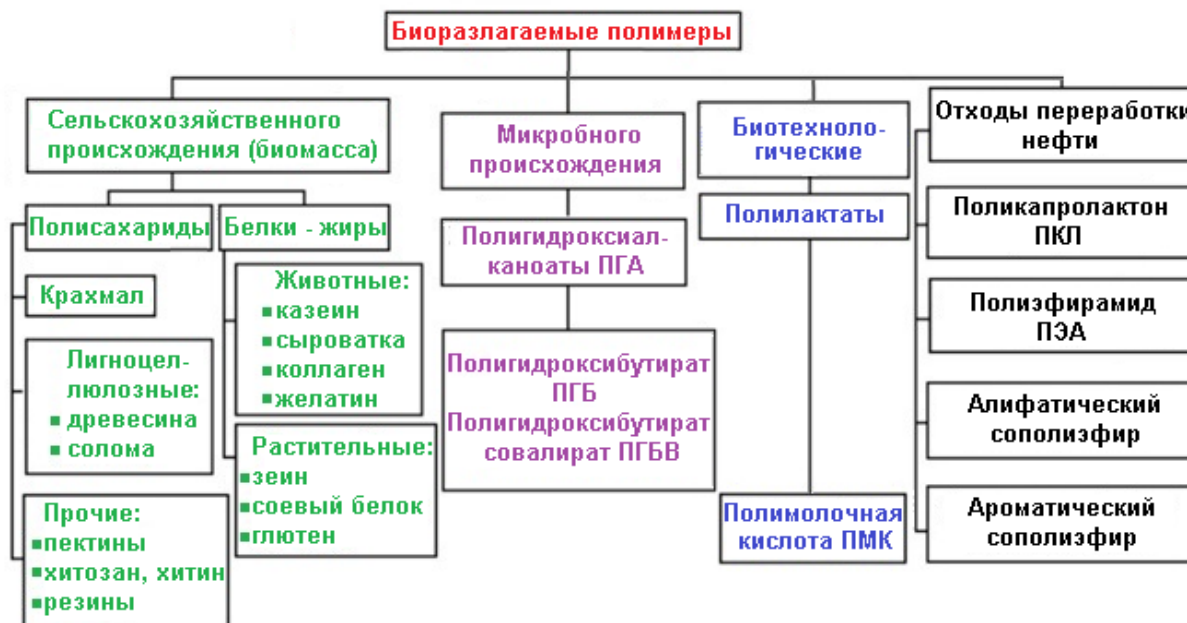 Биоразлагаемые полимеры
Сельскохозяйственного
происхождения (биомасса)
Полисахариды
Крахмал
Лигноцел-
люлозные:
▪ древесина
▪ солома
Прочие:
▪пектины
▪хитозан, хитин
▪резины
Белки - жиры
Животные:
▪казеин
▪сыроватка
▪коллаген
▪желатин
Растительные:
▪зеин
▪соевый белок
▪глютен
Микробного
происхождения
Полигидроксиал-
каноаты ПГА
Полигидроксибутират
ПГБ
Полигидроксибутират
совалират ПГБВ
Биотехноло-
гические
Полилактаты
Полимолочная
кислота ПМК
Отходы переработки
нефти
Поликапролактон
ПКЛ
Полиэфирамид
ПЭА
Алифатический
сополиэфир
Ароматический
сополиэфир